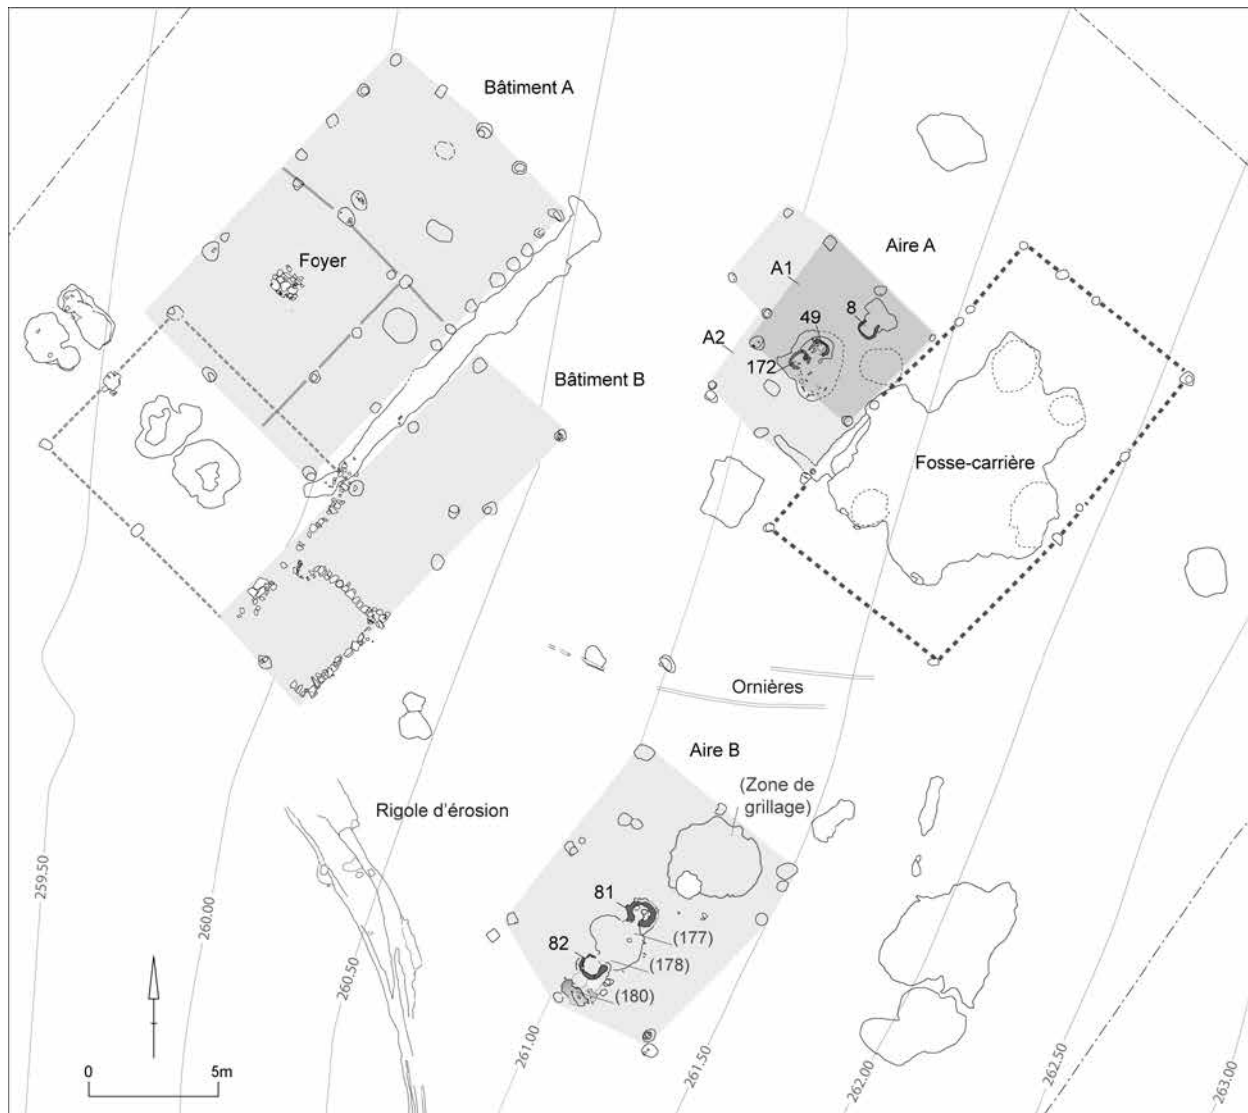 Bâtiment A
Foyer
Bâtiment B
Aire A
A1
A2
8
49
172
Fosse-carrière
Ornières
Aire B
(Zone de
grillage)
Rigole d'érosion
81
82
(177)
(178)
(180)
259.50
260.00
260.50
261.00
261.50
262.00
262.50
263.00
0 5m